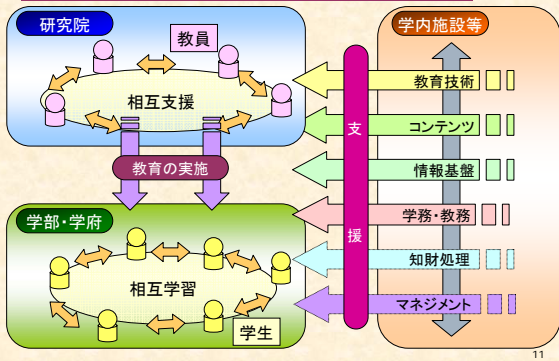 研究院
教員
相互支援
教育の実施
学部・学府
相互学習
学生
支
援
学内施設等
教育技術
コンテンツ
情報基盤
学務・教務
知財処理
マネジメント
11